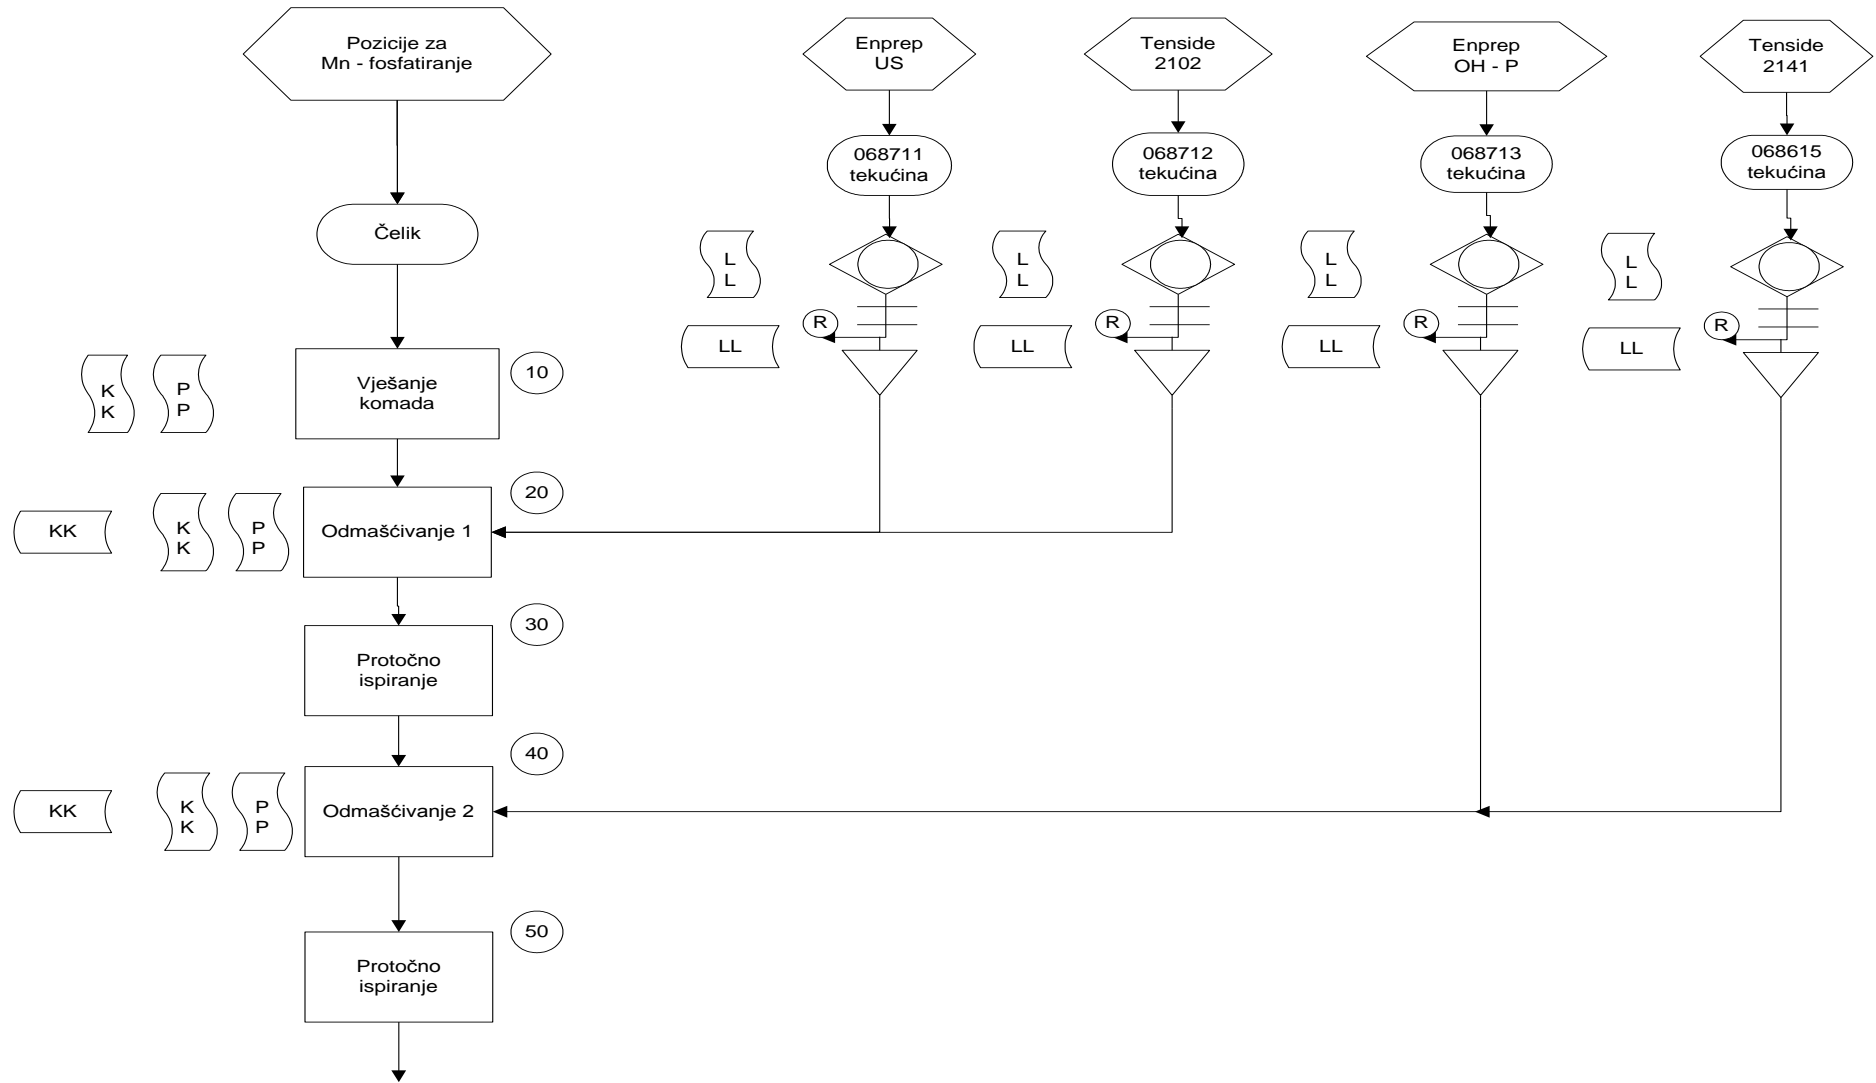 Pozicije za
Mn - fosfatiranje
Enprep
US
Tenside
2102
Enprep
OH - P
Tenside
2141
068711
tekućina
068712
tekućina
068713
tekućina
068615
tekućina
Čelik
L
L
L
L
L
L
L
L
R
R
R
R
LL
LL
LL
LL
K
K
P
P
Vješanje
komada
10
KK
K
K
P
P
Odmašćivanje 1
20
Protočno
ispiranje
30
KK
K
K
P
P
Odmašćivanje 2
40
Protočno
ispiranje
50